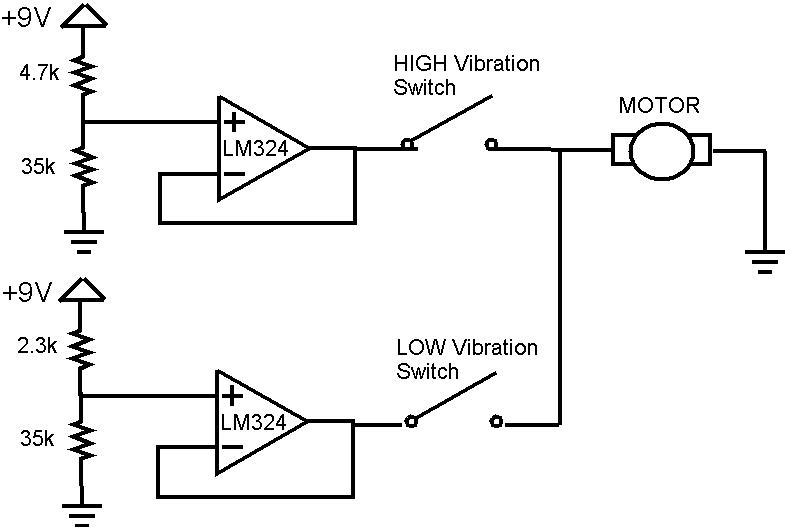 +9V
4.7k
35k
+
LM324
−
HIGH Vibration
Switch
MOTOR
+9V
2.3k
35k
+
LM324
−
LOW Vibration
Switch